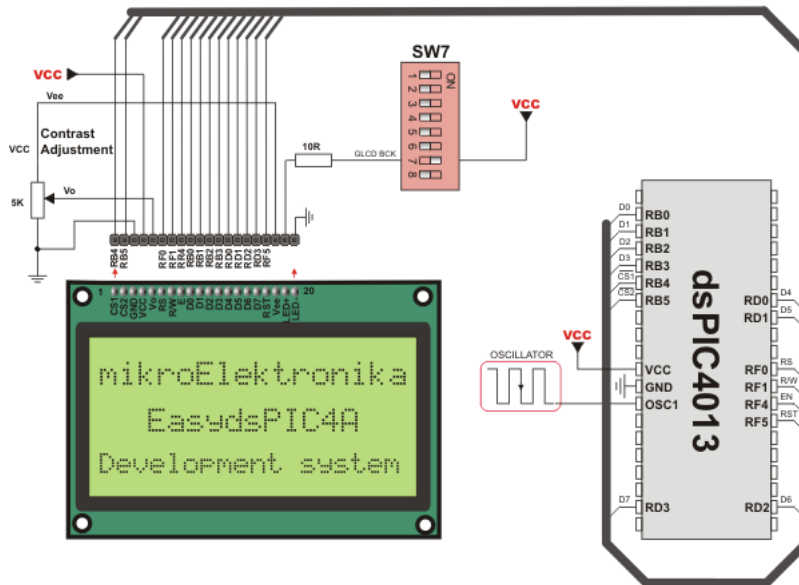 SW7
ON
1
2
3
4
5
6
7
8
VCC
Vee
VCC
Contrast
Adjustment
VCC
5K
Vo
10R
GLCD BCK
RB4
RB5
RF0
RF1
RR4
RB0
RB1
RB2
RB3
RD0
RD1
RD2
RD3
RF5
1
20
CS1
CS2
GND
VCC
Vo
RS
R/W
E
D0
D1
D2
D3
D4
D5
D6
D7
RST
Vee
LED+
LED-
mikroElektronika
EasydsPIC4A
Development system
OSCILLATOR
VCC
dsPIC4013
D0
RB0
D1
RB1
D2
RB2
D3
RB3
CS1
RB4
CS2
RB5
VCC
GND
OSC1
D7
RD3
RD0
D4
RD1
D5
RF0
RS
RF1
R/W
RF4
EN
RF5
RST
RD2
D6